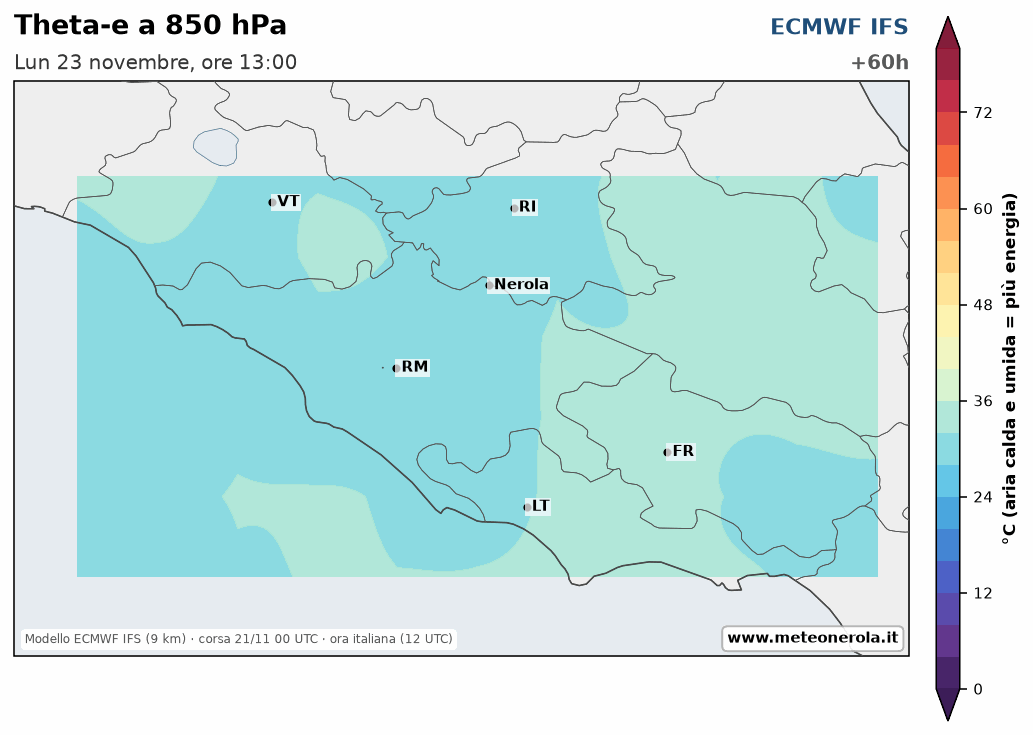 Theta-e a 850 hPa
ECMWF IFS
Lun 23 novembre, ore 13:00
+60h
VT
RI
Nerola
RM
FR
LT
72
60
48
36
24
12
0
°C (aria calda e umida = più energia)
Modello ECMWF IFS (9 km) · corsa 21/11 00 UTC · ora italiana (12 UTC)
www.meteonerola.it